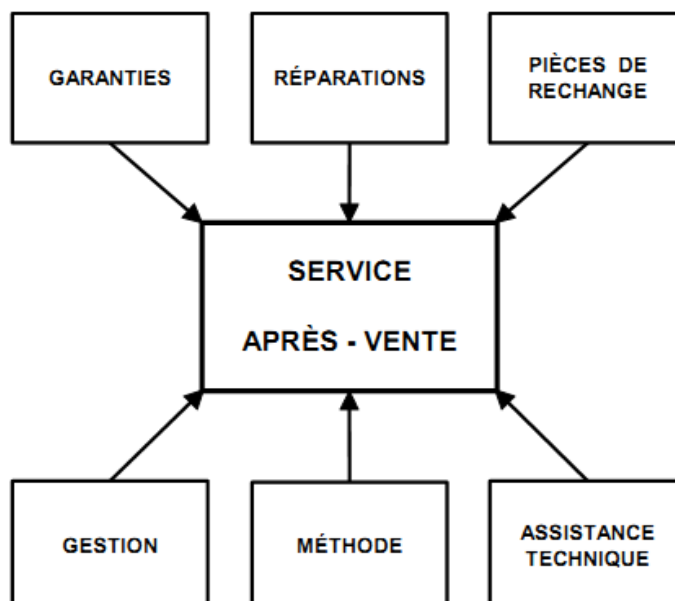 GARANTIES
RÉPARATIONS
PIÈCES DE
RECHANGE
SERVICE
APRÈS - VENTE
GESTION
MÉTHODE
ASSISTANCE
TECHNIQUE